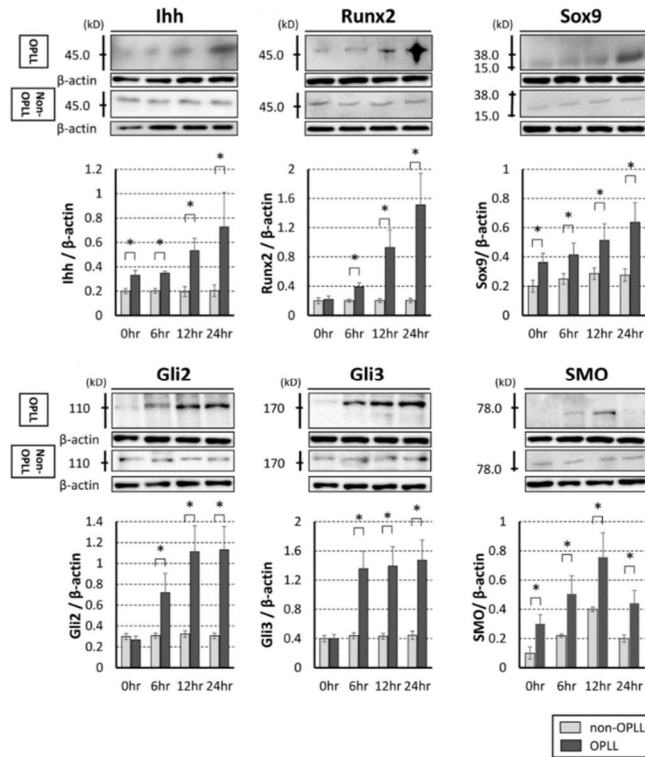 Ihh Runx2 Sox9
(kD) (kD) (kD)
OPLL 45.0 45.0 38.0
15.0
β-actin
Non-OPLL 45.0 45.0 38.0
15.0
β-actin
* * * *
* * *
* * * *
Ihh / β-actin
1.2
1
0.8
0.6
0.4
0.2
0
0hr 6hr 12hr 24hr
Runx2 / β-actin
2
1.6
1.2
0.8
0.4
0
0hr 6hr 12hr 24hr
Sox9/ β-actin
1
0.8
0.6
0.4
0.2
0
0hr 6hr 12hr 24hr
Gli2 Gli3 SMO
(kD) (kD) (kD)
OPLL 110 170 78.0
β-actin
Non-OPLL 110 170 78.0
β-actin
* * *
* * *
* * * *
Gli2 / β-actin
1.4
1.2
1
0.8
0.6
0.4
0.2
0hr 6hr 12hr 24hr
Gli3 / β-actin
1.8
1.4
1
0.6
0.2
0hr 6hr 12hr 24hr
SMO/ β-actin
1
0.8
0.6
0.4
0.2
0
0hr 6hr 12hr 24hr
non-OPLL
OPLL